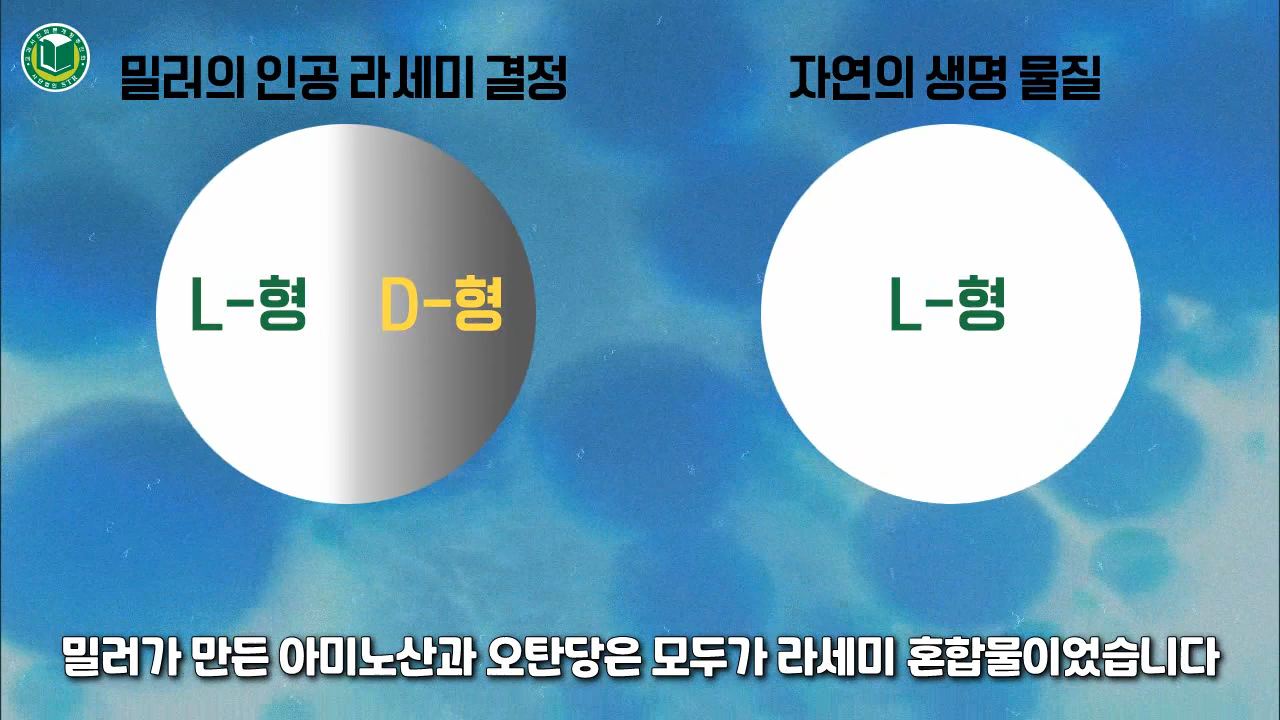 밀러의 인공 라세미 결정
자연의 생명 물질
L-형
D-형
L-형
밀러가 만든 아미노산과 오탄당은 모두가 라세미 혼합물이었습니다